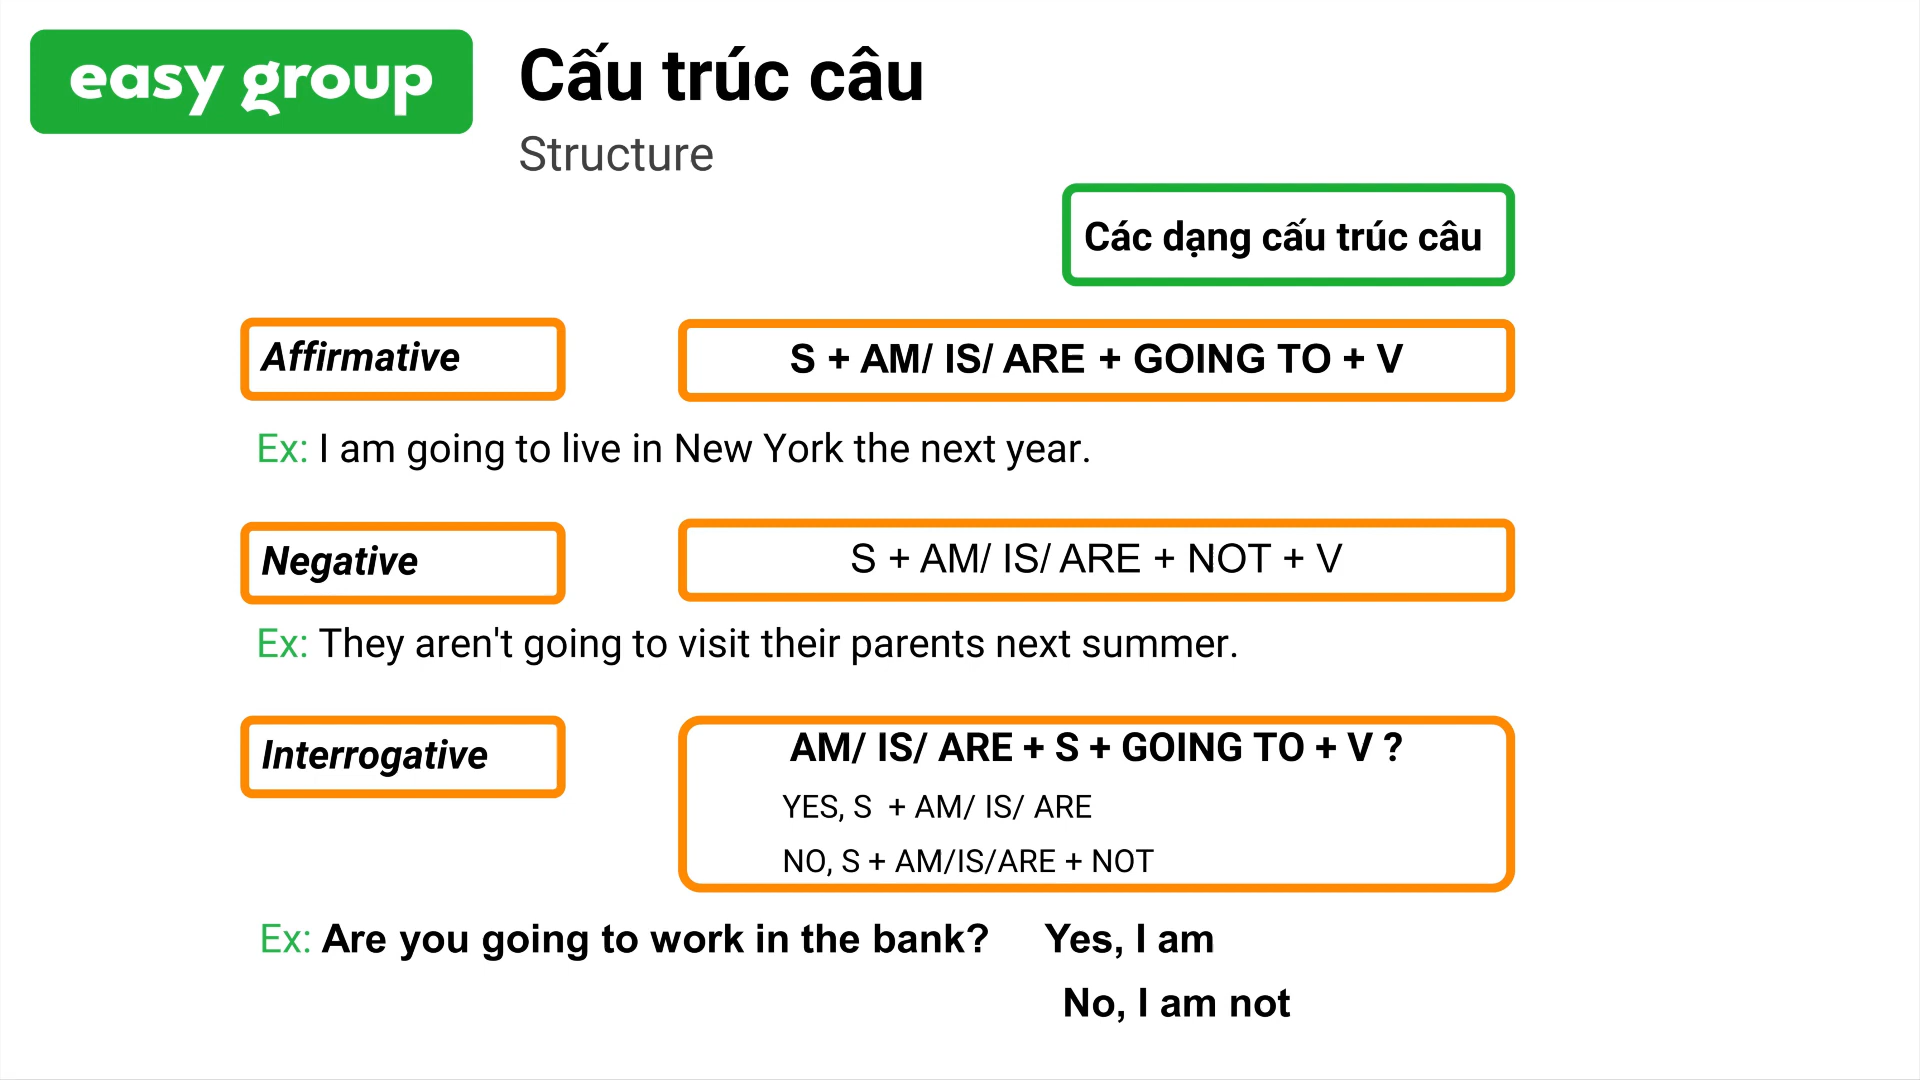 easy group
Cấu trúc câu
Structure
Các dạng cấu trúc câu
Affirmative
S + AM/ IS/ ARE + GOING TO + V
Ex: I am going to live in New York the next year.
Negative
S + AM/ IS/ ARE + NOT + V
Ex: They aren't going to visit their parents next summer.
Interrogative
AM/ IS/ ARE + S + GOING TO + V ?
YES, S + AM/ IS/ ARE
NO, S + AM/IS/ARE + NOT
Ex: Are you going to work in the bank? Yes, I am
No, I am not